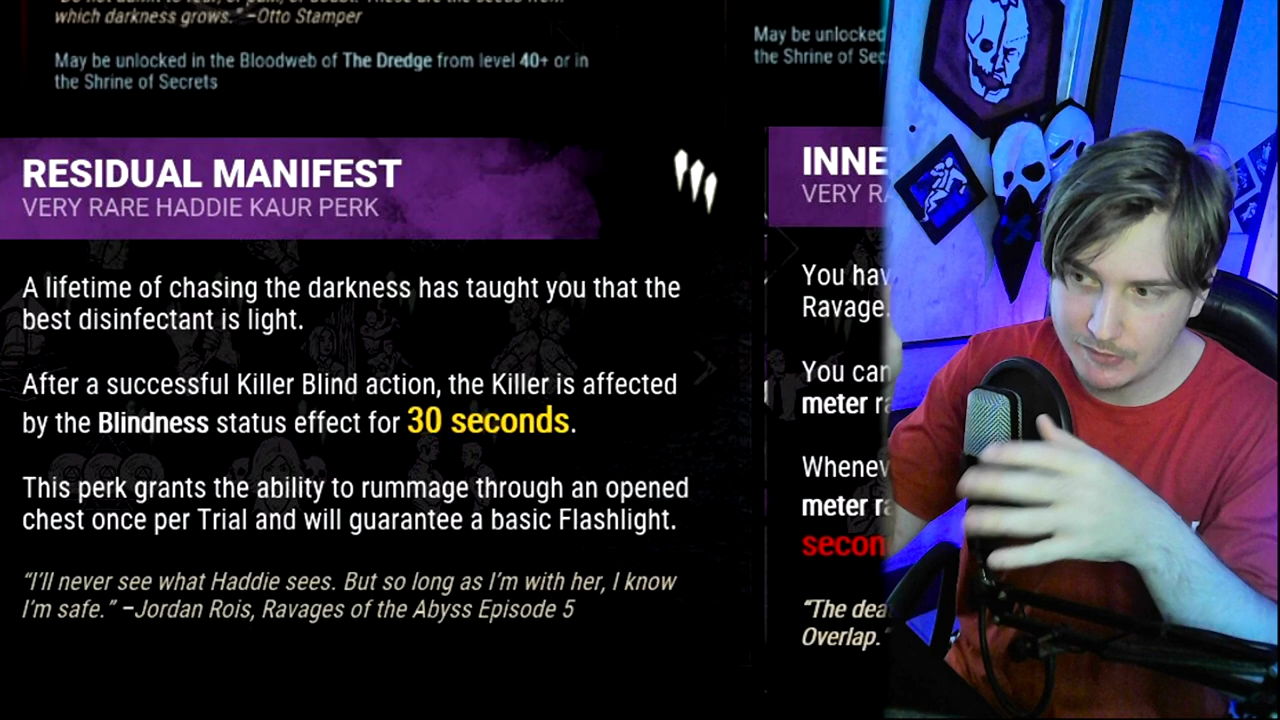 which darkness grows." –Otto Stamper
May be unlocked in the Bloodweb of The Dredge from level 40+ or in
the Shrine of Secrets
May be unlocked
the Shrine of Sec
RESIDUAL MANIFEST
VERY RARE HADDIE KAUR PERK
A lifetime of chasing the darkness has taught you that the
best disinfectant is light.
After a successful Killer Blind action, the Killer is affected
by the Blindness status effect for 30 seconds.
This perk grants the ability to rummage through an opened
chest once per Trial and will guarantee a basic Flashlight.
"I'll never see what Haddie sees. But so long as I'm with her, I know
I'm safe." –Jordan Rois, Ravages of the Abyss Episode 5
INNE
VERY RA
You hav
Ravage.
You can
meter ra
Whenev
meter ra
secon
"The dea
Overlap."